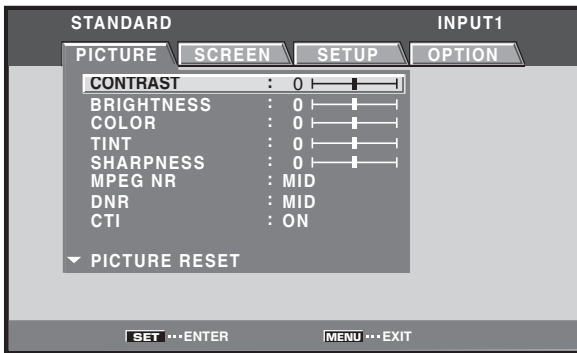 STANDARD INPUT1
PICTURE SCREEN SETUP OPTION
CONTRAST : 0
BRIGHTNESS : 0
COLOR : 0
TINT : 0
SHARPNESS : 0
MPEG NR : MID
DNR : MID
CTI : ON
PICTURE RESET
SET ···ENTER MENU ···EXIT